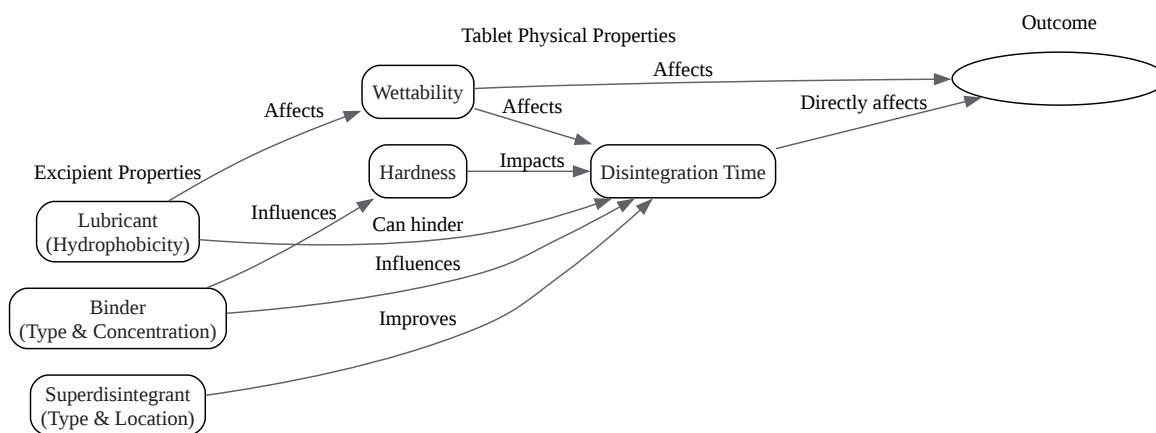 Outcome
Tablet Physical Properties
Affects
Wettability
Affects
Affects
Directly affects
Excipient Properties
Hardness
Impacts
Disintegration Time
Lubricant
(Hydrophobicity)
Influences
Can hinder
Influences
Binder
(Type & Concentration)
Improves
Superdisintegrant
(Type & Location)